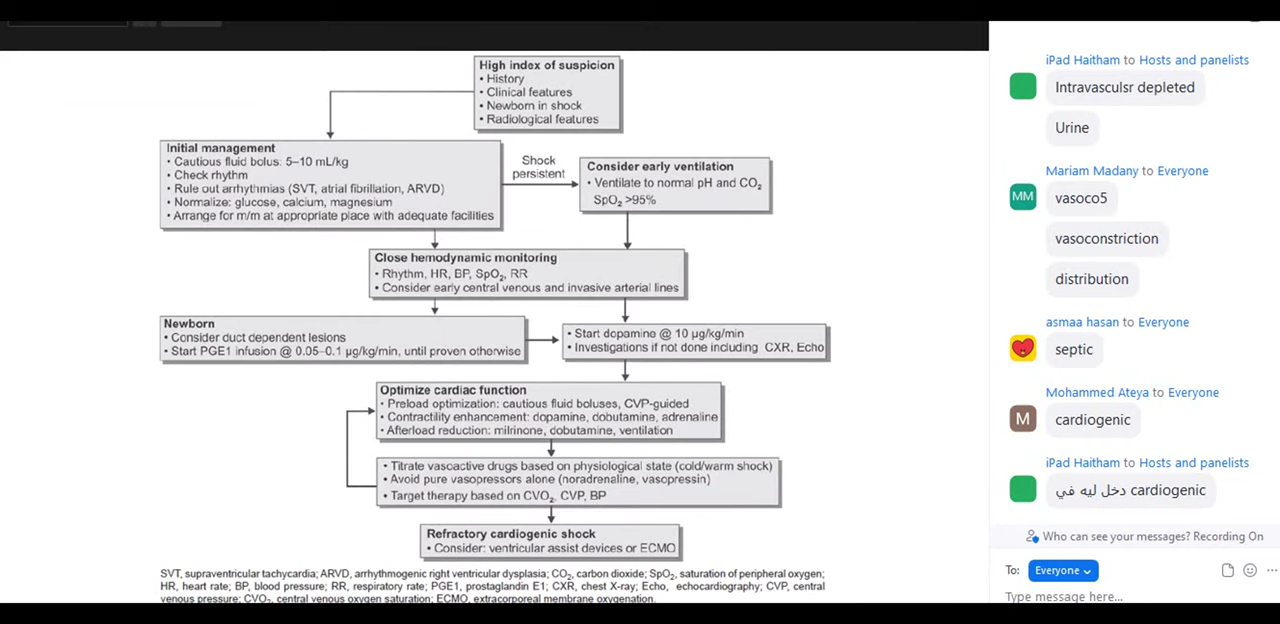 High index of suspicion
• History
• Clinical features
• Newborn in shock
• Radiological features
Initial management
• Cautious fluid bolus: 5–10 mL/kg
• Check rhythm
• Rule out arrhythmias (SVT, atrial fibrillation, ARVD)
• Normalize: glucose, calcium, magnesium
• Arrange for m/m at appropriate place with adequate facilities
Shock
persistent
Consider early ventilation
• Ventilate to normal pH and CO₂
SpO₂ >95%
Close hemodynamic monitoring
• Rhythm, HR, BP, SpO₂, RR
• Consider early central venous and invasive arterial lines
Newborn
• Consider duct dependent lesions
• Start PGE1 infusion @ 0.05–0.1 µg/kg/min, until proven otherwise
• Start dopamine @ 10 µg/kg/min
• Investigations if not done including CXR, Echo
Optimize cardiac function
• Preload optimization: cautious fluid boluses, CVP-guided
• Contractility enhancement: dopamine, dobutamine, adrenaline
• Afterload reduction: milrinone, dobutamine, ventilation
• Titrate vasoactive drugs based on physiological state (cold/warm shock)
• Avoid pure vasopressors alone (noradrenaline, vasopressin)
• Target therapy based on CVO₂, CVP, BP
Refractory cardiogenic shock
• Consider: ventricular assist devices or ECMO
SVT, supraventricular tachycardia; ARVD, arrhythmogenic right ventricular dysplasia; CO₂, carbon dioxide; SpO₂, saturation of peripheral oxygen;
HR, heart rate; BP, blood pressure; RR, respiratory rate; PGE1, prostaglandin E1; CXR, chest X-ray; Echo, echocardiography; CVP, central
venous pressure; CVO₂, central venous oxygen saturation; ECMO, extracorporeal membrane oxygenation.
iPad Haitham to Hosts and panelists
Intravasculsr depleted
Urine
Mariam Madany to Everyone
MM
vasoco5
vasoconstriction
distribution
asmaa hasan to Everyone
septic
Mohammed Ateya to Everyone
M
cardiogenic
iPad Haitham to Hosts and panelists
دخل ليه في cardiogenic
Who can see your messages? Recording On
To: Everyone
Type message here...